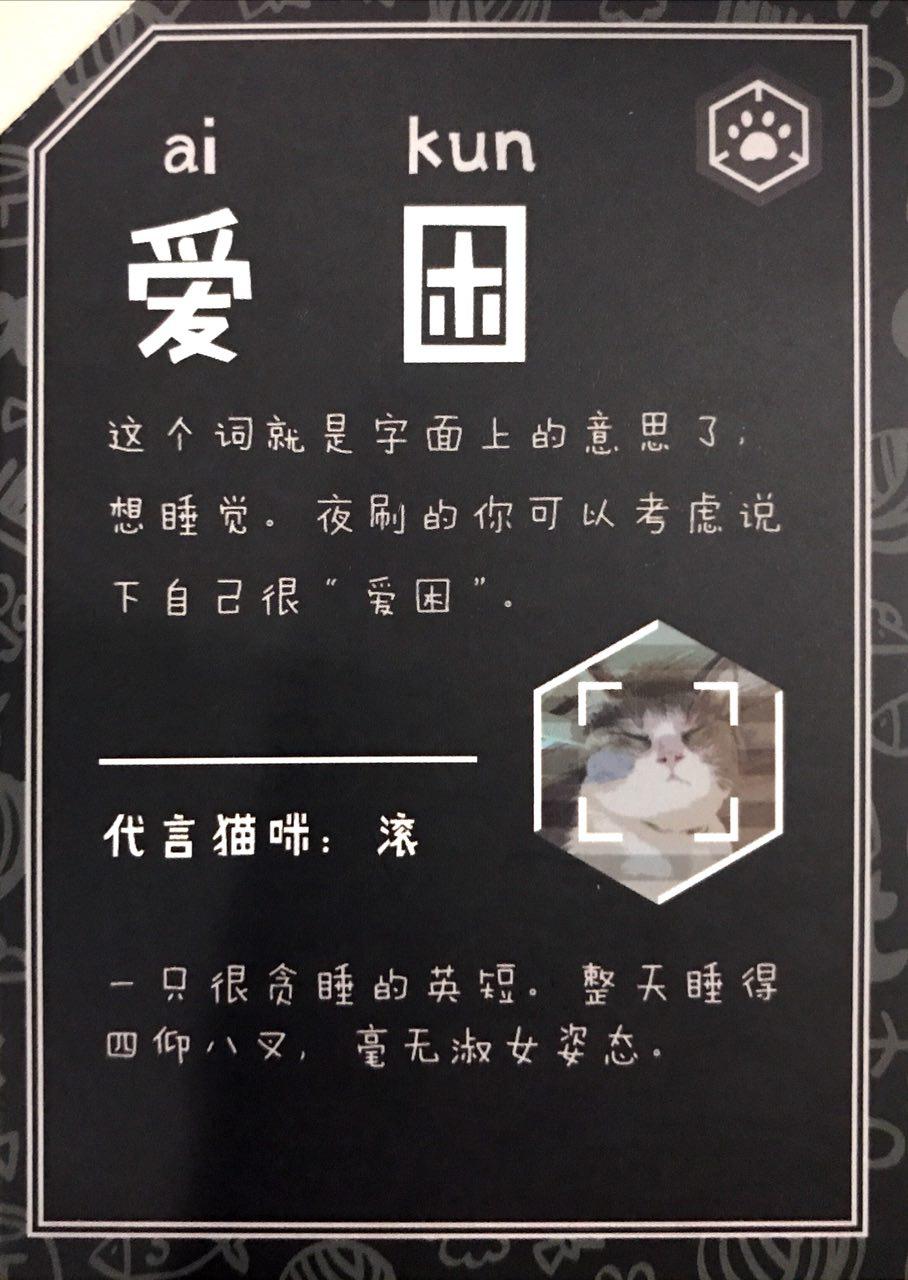 ai kun
爱困
这个词就是字面上的意思了，
想睡觉。夜刷的你可以考虑说
下自己很“爱困”。
代言猫咪：滚
一只很贪睡的英短。整天睡得
四仰八叉，毫无淑女姿态。